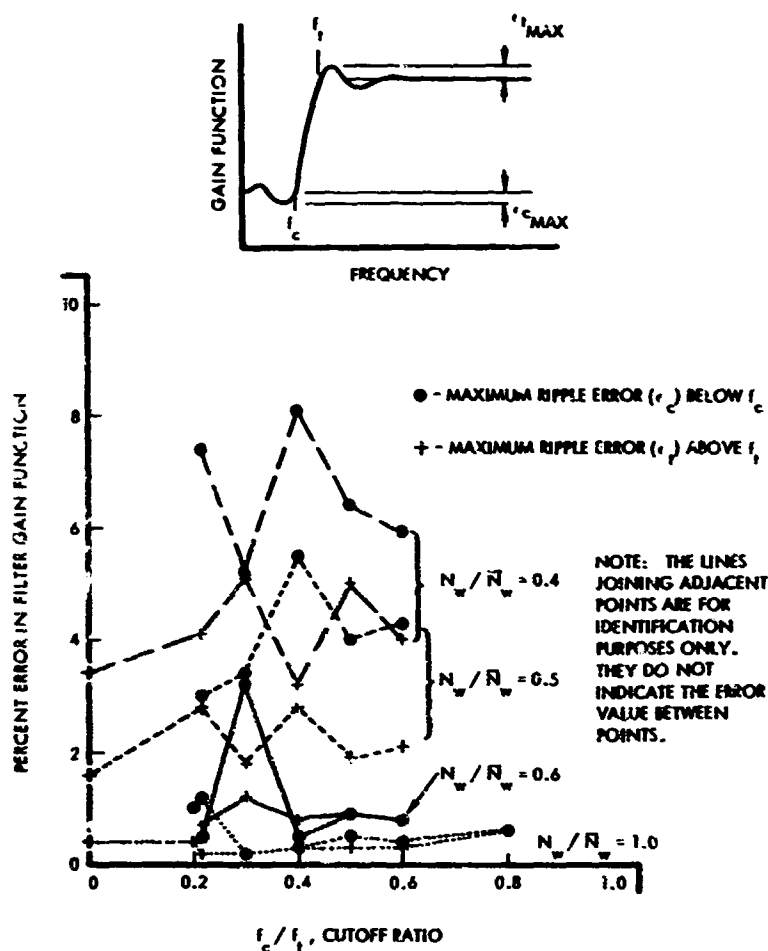 f_t
ϵ_t MAX
GAIN FUNCTION
ϵ_c MAX
f_c
FREQUENCY
PERCENT ERROR IN FILTER GAIN FUNCTION
10
8
6
4
2
0
● - MAXIMUM RIPPLE ERROR (ϵ_c) BELOW f_c
+ - MAXIMUM RIPPLE ERROR (ϵ_t) ABOVE f_t
N_w / N̄_w = 0.4
N_w / N̄_w = 0.5
N_w / N̄_w = 0.6
N_w / N̄_w = 1.0
NOTE: THE LINES
JOINING ADJACENT
POINTS ARE FOR
IDENTIFICATION
PURPOSES ONLY.
THEY DO NOT
INDICATE THE ERROR
VALUE BETWEEN
POINTS.
0 0.2 0.4 0.6 0.8 1.0
f_c / f_t, CUTOFF RATIO